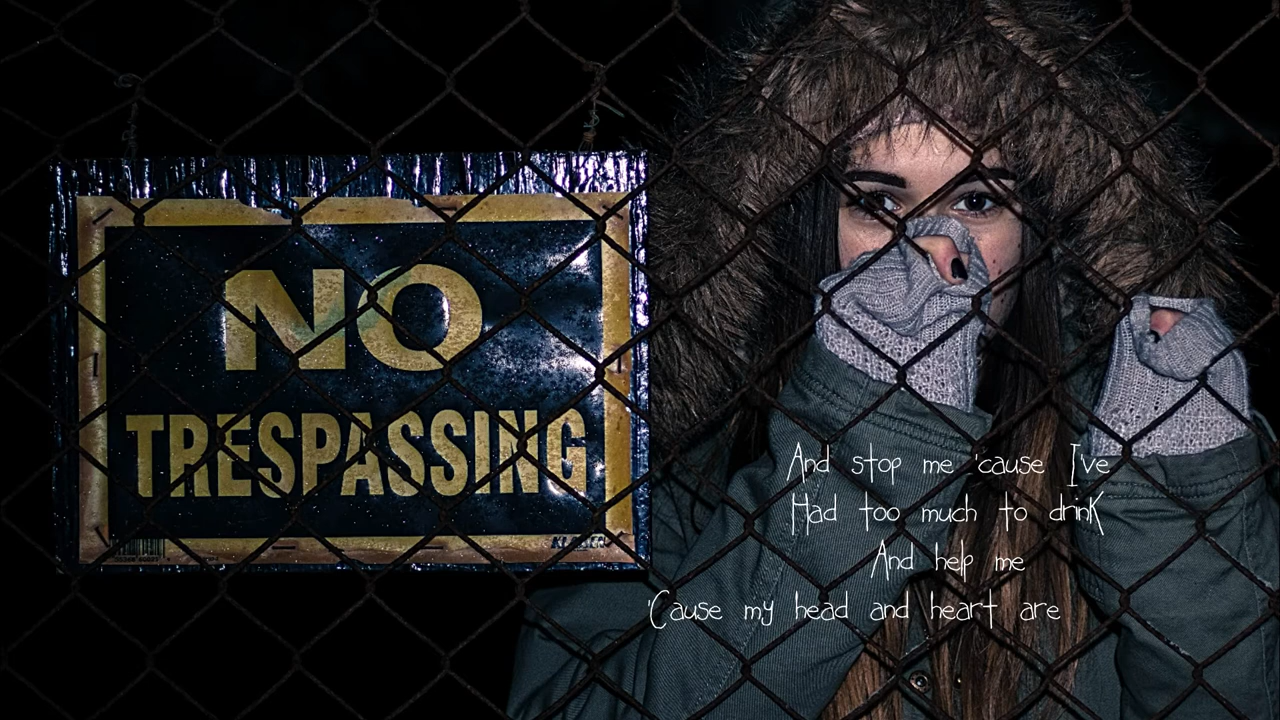 NO
TRESPASSING
And stop me 'cause I've
Had too much to drink
And help me
'Cause my head and heart are